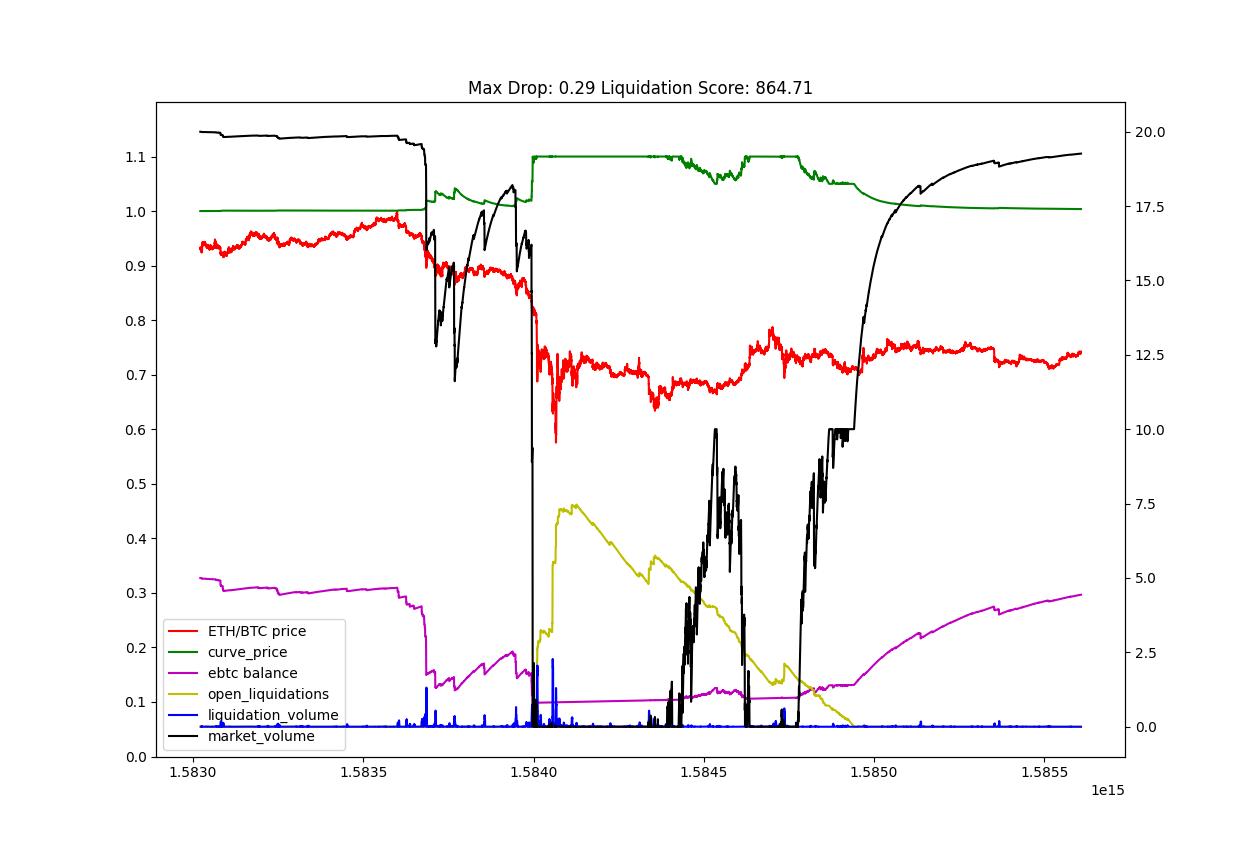 Max Drop: 0.29 Liquidation Score: 864.71
1.1
1.0
0.9
0.8
0.7
0.6
0.5
0.4
0.3
0.2
0.1
0.0
20.0
17.5
15.0
12.5
10.0
7.5
5.0
2.5
0.0
ETH/BTC price
curve_price
ebtc balance
open_liquidations
liquidation_volume
market_volume
1.5830 1.5835 1.5840 1.5845 1.5850 1.5855
1e15